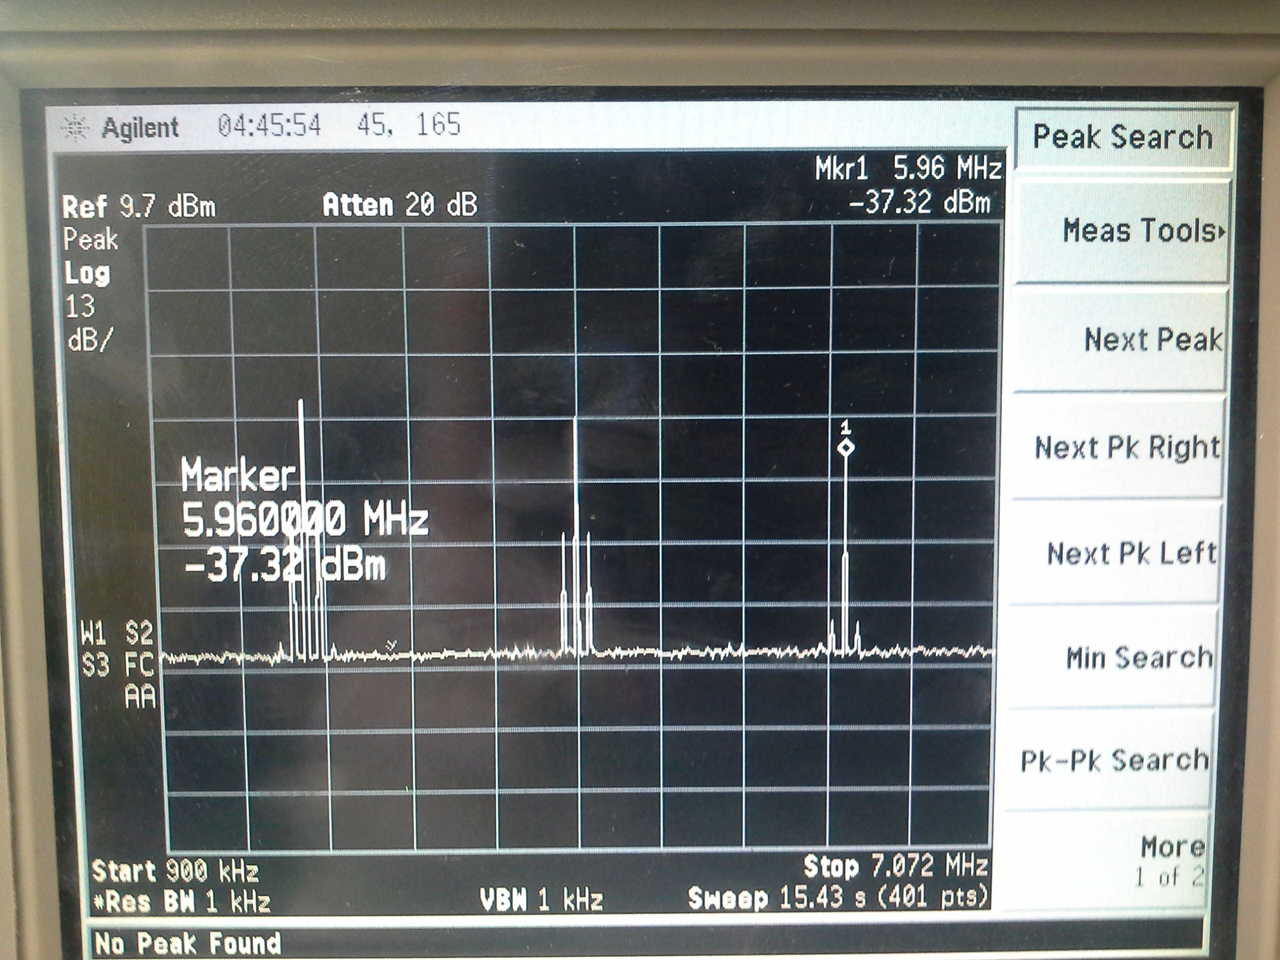 Agilent 04:45:54 45, 165
Peak Search
Mkr1 5.96 MHz
Ref 9.7 dBm Atten 20 dB -37.32 dBm
Peak
Log
13
dB/
Meas Tools
Next Peak
1
Marker
5.960000 MHz
-37.32 dBm
Next Pk Right
Next Pk Left
W1 S2
S3 FC
AA
Min Search
Pk-Pk Search
Start 900 kHz Stop 7.072 MHz
*Res BW 1 kHz VBW 1 kHz Sweep 15.43 s (401 pts)
More
1 of 2
No Peak Found